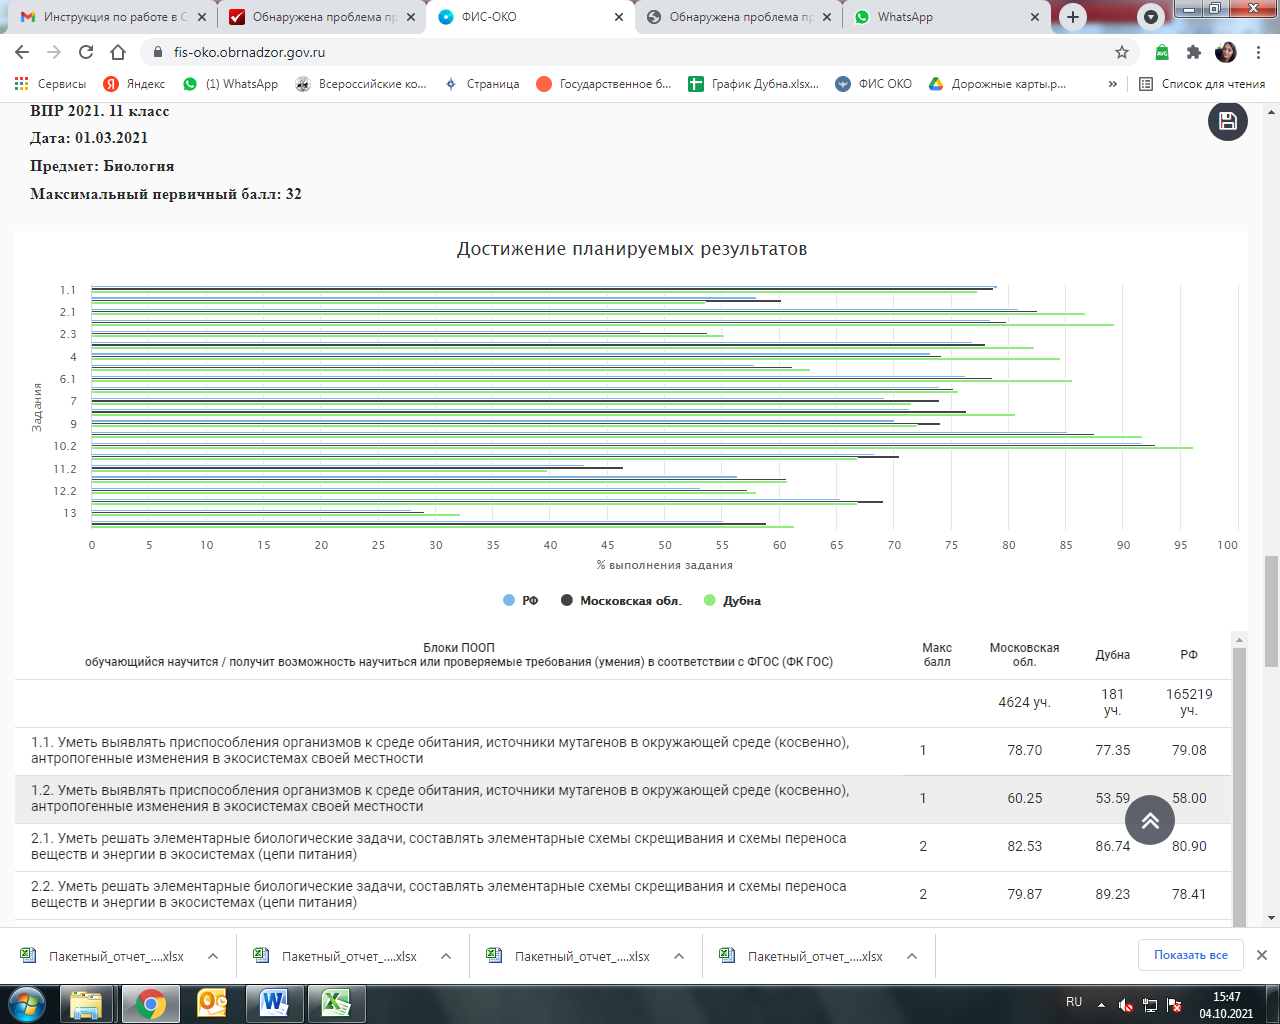 Инструкция по работе в С
Обнаружена проблема пр
ФИС-ОКО
Обнаружена проблема пр
WhatsApp
fis-oko.obrnadzor.gov.ru
Сервисы
Яндекс
(1) WhatsApp
Всероссийские ко...
Страница
Государственное б...
График Дубна.xlsx...
ФИС ОКО
Дорожные карты.р...
»
Список для чтения
ВПР 2021. 11 класс
Дата: 01.03.2021
Предмет: Биология
Максимальный первичный балл: 32
Достижение планируемых результатов
Задания
1.1
2.1
2.3
4
6.1
7
9
10.2
11.2
12.2
13
0 5 10 15 20 25 30 35 40 45 50 55 60 65 70 75 80 85 90 95 100
% выполнения задания
РФ Московская обл. Дубна
Блоки ПООП
обучающийся научится / получит возможность научиться или проверяемые требования (умения) в соответствии с ФГОС (ФК ГОС)
Макс балл
Московская обл.
Дубна
РФ
4624 уч.
181 уч.
165219 уч.
1.1. Уметь выявлять приспособления организмов к среде обитания, источники мутагенов в окружающей среде (косвенно),
антропогенные изменения в экосистемах своей местности
1 78.70 77.35 79.08
1.2. Уметь выявлять приспособления организмов к среде обитания, источники мутагенов в окружающей среде (косвенно),
антропогенные изменения в экосистемах своей местности
1 60.25 53.59 58.00
2.1. Уметь решать элементарные биологические задачи, составлять элементарные схемы скрещивания и схемы переноса
веществ и энергии в экосистемах (цепи питания)
2 82.53 86.74 80.90
2.2. Уметь решать элементарные биологические задачи, составлять элементарные схемы скрещивания и схемы переноса
веществ и энергии в экосистемах (цепи питания)
2 79.87 89.23 78.41
Пакетный_отчет_....xlsx
Пакетный_отчет_....xlsx
Пакетный_отчет_....xlsx
Пакетный_отчет_....xlsx
Показать все
RU
15:47
04.10.2021